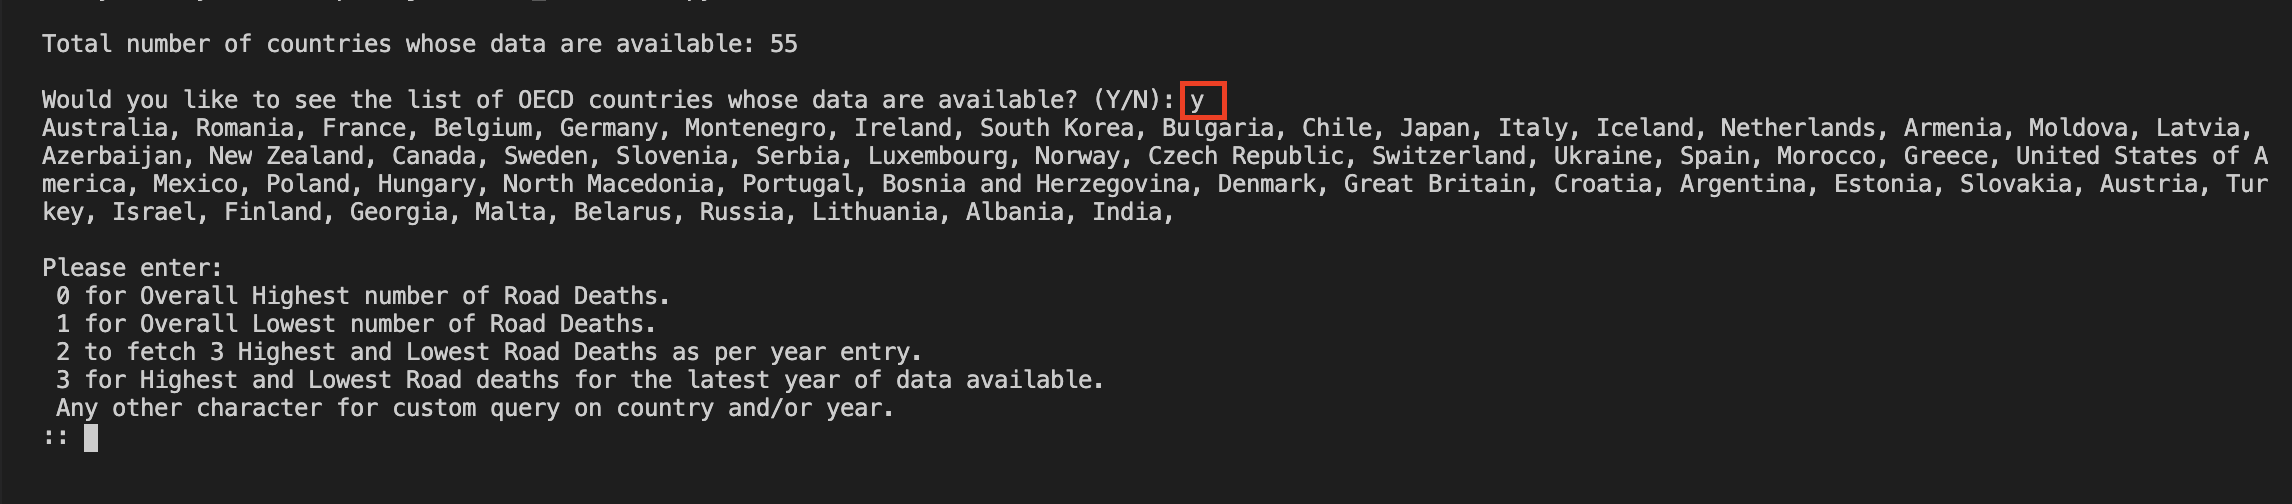 Total number of countries whose data are available: 55
Would you like to see the list of OECD countries whose data are available? (Y/N): y
Australia, Romania, France, Belgium, Germany, Montenegro, Ireland, South Korea, Bulgaria, Chile, Japan, Italy, Iceland, Netherlands, Armenia, Moldova, Latvia,
Azerbaijan, New Zealand, Canada, Sweden, Slovenia, Serbia, Luxembourg, Norway, Czech Republic, Switzerland, Ukraine, Spain, Morocco, Greece, United States of A
merica, Mexico, Poland, Hungary, North Macedonia, Portugal, Bosnia and Herzegovina, Denmark, Great Britain, Croatia, Argentina, Estonia, Slovakia, Austria, Tur
key, Israel, Finland, Georgia, Malta, Belarus, Russia, Lithuania, Albania, India,
Please enter:
0 for Overall Highest number of Road Deaths.
1 for Overall Lowest number of Road Deaths.
2 to fetch 3 Highest and Lowest Road Deaths as per year entry.
3 for Highest and Lowest Road deaths for the latest year of data available.
Any other character for custom query on country and/or year.
::